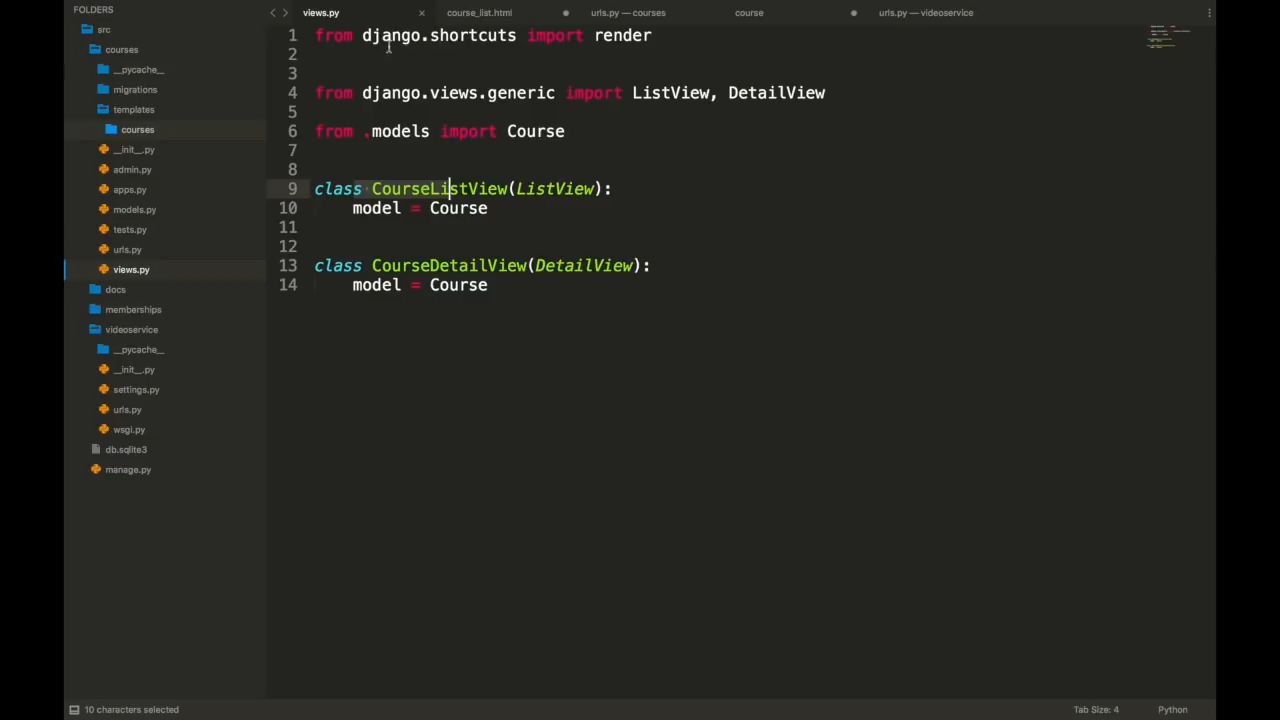 FOLDERS
src
courses
__pycache__
migrations
templates
courses
__init__.py
admin.py
apps.py
models.py
tests.py
urls.py
views.py
docs
memberships
videoservice
__pycache__
__init__.py
settings.py
urls.py
wsgi.py
db.sqlite3
manage.py
views.py × course_list.html urls.py — courses course urls.py — videoservice
1 from django.shortcuts import render
2
3
4 from django.views.generic import ListView, DetailView
5
6 from .models import Course
7
8
9 class CourseListView(ListView):
10 model = Course
11
12
13 class CourseDetailView(DetailView):
14 model = Course
10 characters selected Tab Size: 4 Python